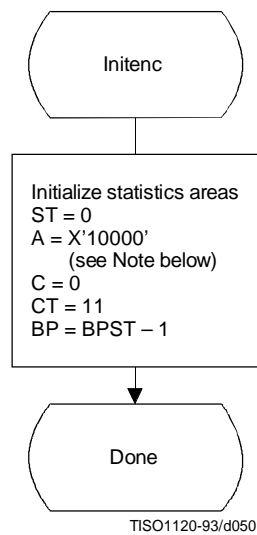 Initenc
Initialize statistics areas
ST = 0
A = X’10000’
(see Note below)
C = 0
CT = 11
BP = BPST – 1
Done
TISO1120-93/d050